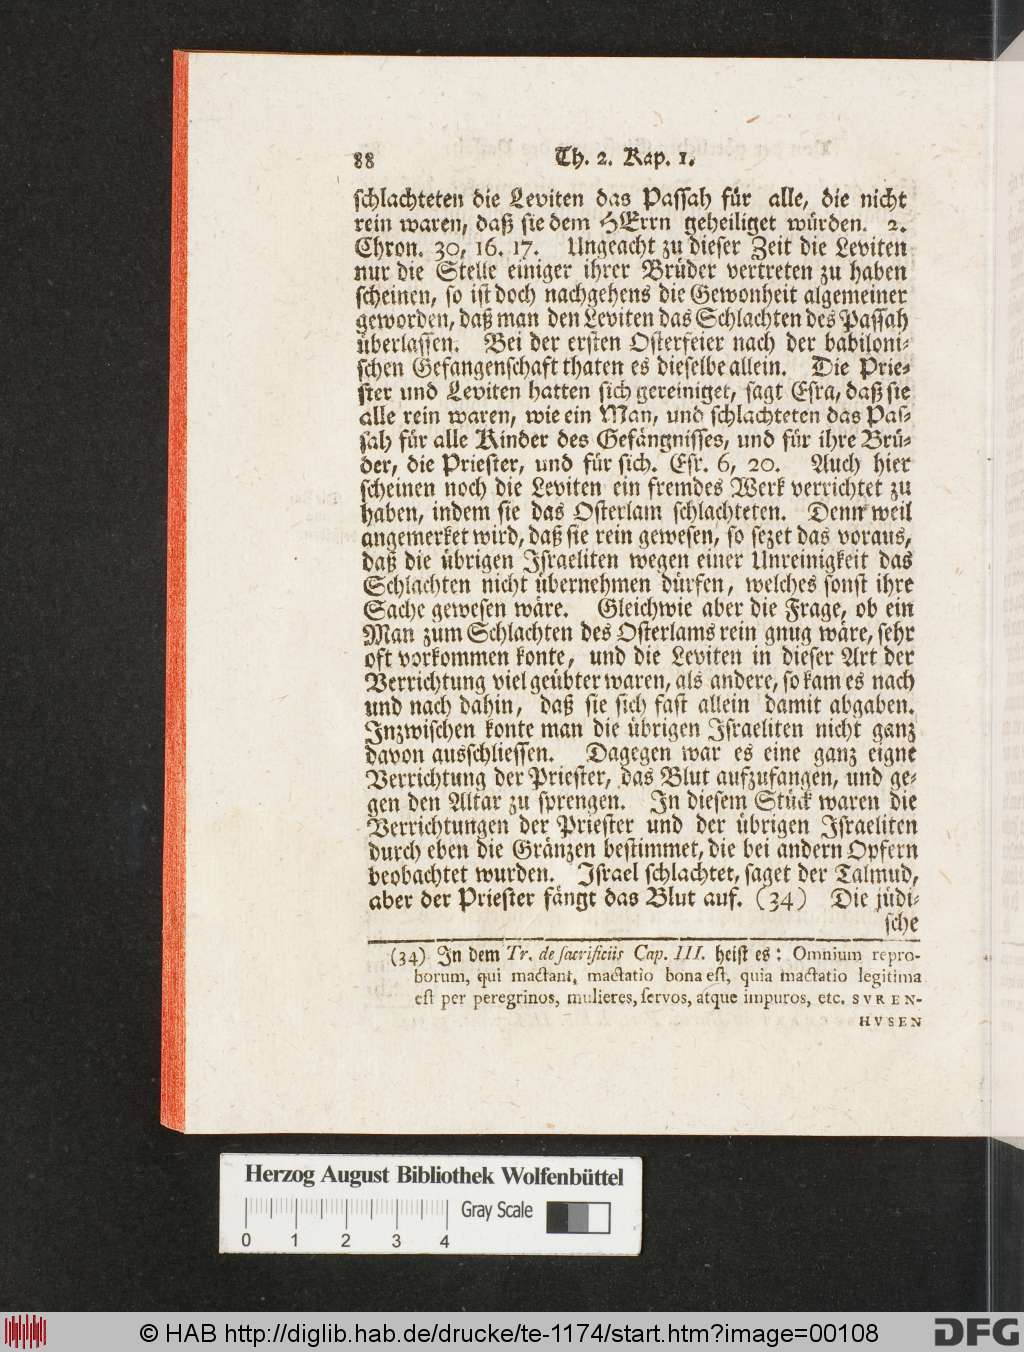 88 Th. 2. Kap. 1.
schlachteten die Leviten das Passah für alle, die nicht
rein waren, daß sie dem HErrn geheiliget würden. 2.
Chron. 30, 16. 17. Ungeacht zu dieser Zeit die Leviten
nur die Stelle einiger ihrer Brüder vertreten zu haben
scheinen, so ist doch nachgehens die Gewonheit algemeiner
geworden, daß man den Leviten das Schlachten des Passah
überlassen. Bei der ersten Osterfeier nach der babiloni-
schen Gefangenschaft thaten es dieselbe allein. Die Prie-
ster und Leviten hatten sich gereiniget, sagt Esra, daß sie
alle rein waren, wie ein Man, und schlachteten das Pas-
sah für alle Kinder des Gefängnisses, und für ihre Brü-
der, die Priester, und für sich. Esr. 6, 20. Auch hier
scheinen noch die Leviten ein fremdes Werk verrichtet zu
haben, indem sie das Osterlam schlachteten. Denn weil
angemerket wird, daß sie rein gewesen, so sezet das voraus,
daß die übrigen Israeliten wegen einer Unreinigkeit das
Schlachten nicht übernehmen dürfen, welches sonst ihre
Sache gewesen wäre. Gleichwie aber die Frage, ob ein
Man zum Schlachten des Osterlams rein gnug wäre, sehr
oft vorkommen konte, und die Leviten in dieser Art der
Verrichtung viel geübter waren, als andere, so kam es nach
und nach dahin, daß sie sich fast allein damit abgaben.
Inzwischen konte man die übrigen Israeliten nicht ganz
davon ausschliessen. Dagegen war es eine ganz eigne
Verrichtung der Priester, das Blut aufzufangen, und ge-
gen den Altar zu sprengen. In diesem Stück waren die
Verrichtungen der Priester und der übrigen Israeliten
durch eben die Gränzen bestimmet, die bei andern Opfern
beobachtet wurden. Israel schlachtet, saget der Talmud,
aber der Priester fängt das Blut auf. (34) Die jüdi-
sche
(34) In dem Tr. de sacrificiis Cap. III. heist es: Omnium repro-
borum, qui mactant, mactatio bona est, quia mactatio legitima
est per peregrinos, mulieres, servos, atque impuros, etc. SVREN-
HVSEN
Herzog August Bibliothek Wolfenbüttel
Gray Scale
0 1 2 3 4
© HAB http://diglib.hab.de/drucke/te-1174/start.htm?image=00108
DFG